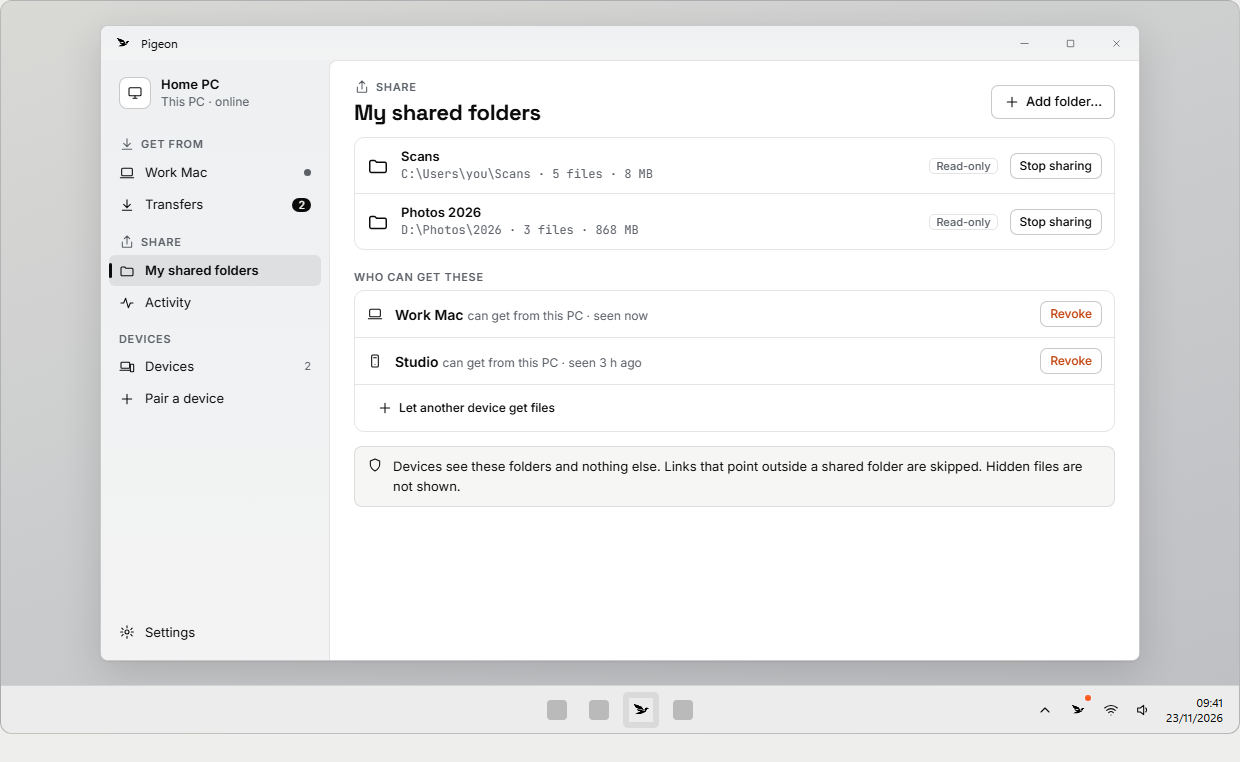 Pigeon
Home PC
This PC · online
GET FROM
Work Mac
Transfers 2
SHARE
My shared folders
Activity
DEVICES
Devices 2
Pair a device
Settings
SHARE
My shared folders
Add folder...
Scans
C:\Users\you\Scans · 5 files · 8 MB
Read-only Stop sharing
Photos 2026
D:\Photos\2026 · 3 files · 868 MB
Read-only Stop sharing
WHO CAN GET THESE
Work Mac can get from this PC · seen now Revoke
Studio can get from this PC · seen 3 h ago Revoke
Let another device get files
Devices see these folders and nothing else. Links that point outside a shared folder are skipped. Hidden files are
not shown.
09:41
23/11/2026